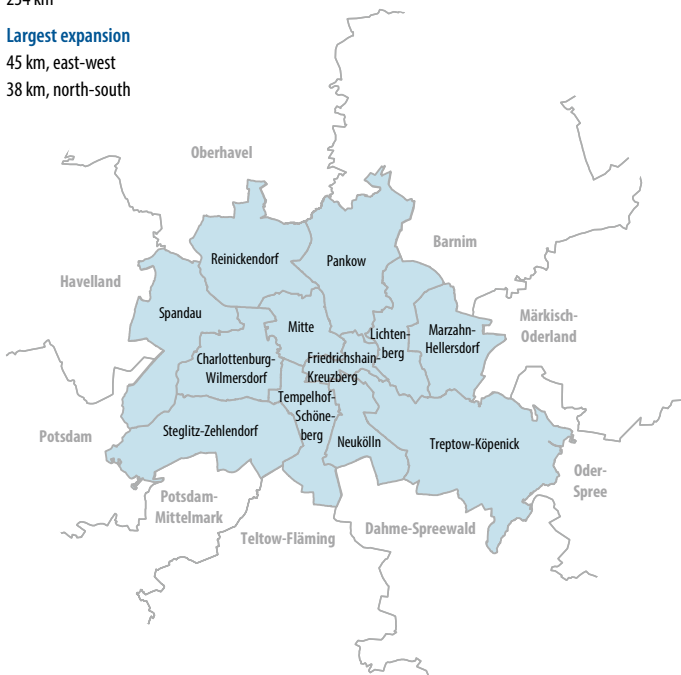 Largest expansion
45 km, east-west
38 km, north-south
Oberhavel
Reinickendorf
Pankow
Barnim
Havelland
Spandau
Mitte
Lichten-
berg
Marzahn-
Hellersdorf
Märkisch-
Oderland
Charlottenburg-
Wilmersdorf
Friedrichshain-
Kreuzberg
Tempelhof-
Schöne-
berg
Potsdam
Steglitz-Zehlendorf
Neukölln
Treptow-Köpenick
Oder-
Spree
Potsdam-
Mittelmark
Teltow-Fläming
Dahme-Spreewald